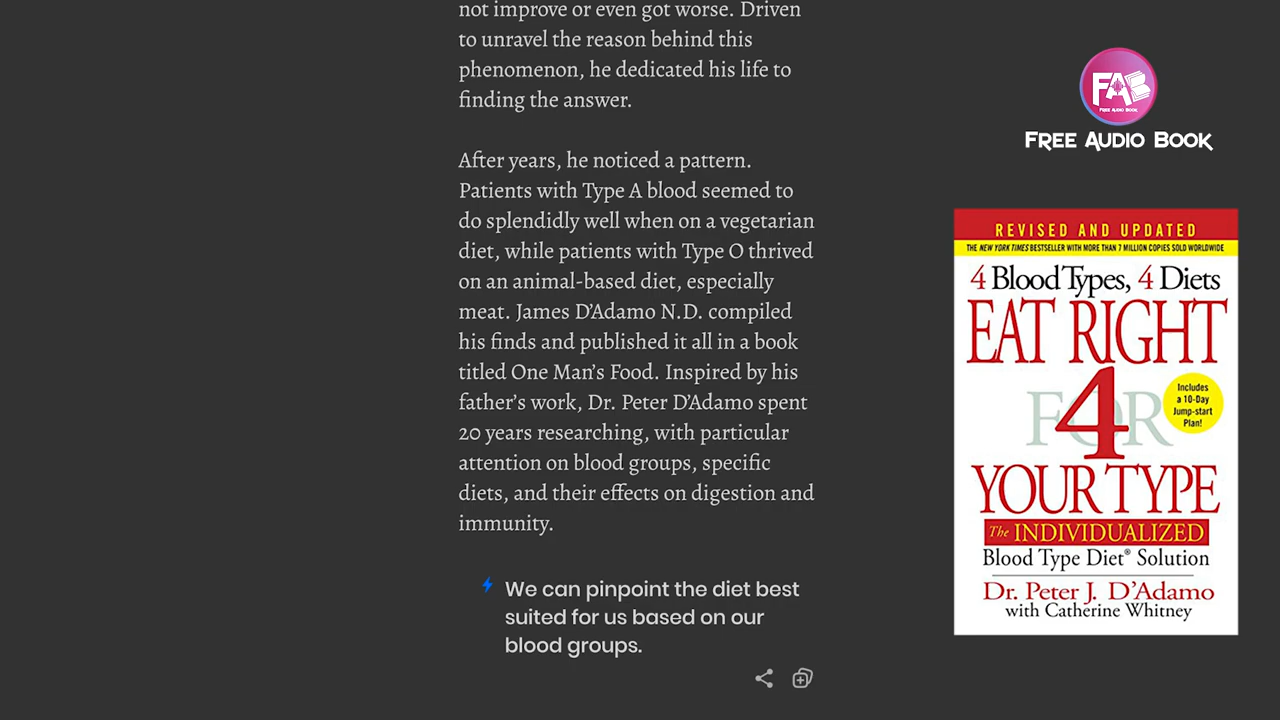 not improve or even got worse. Driven
to unravel the reason behind this
phenomenon, he dedicated his life to
finding the answer.
After years, he noticed a pattern.
Patients with Type A blood seemed to
do splendidly well when on a vegetarian
diet, while patients with Type O thrived
on an animal-based diet, especially
meat. James D’Adamo N.D. compiled
his finds and published it all in a book
titled One Man’s Food. Inspired by his
father’s work, Dr. Peter D’Adamo spent
20 years researching, with particular
attention on blood groups, specific
diets, and their effects on digestion and
immunity.
We can pinpoint the diet best
suited for us based on our
blood groups.
FAB
FREE AUDIO BOOK
FREE AUDIO BOOK
REVISED AND UPDATED
THE NEW YORK TIMES BESTSELLER WITH MORE THAN 7 MILLION COPIES SOLD WORLDWIDE
4 Blood Types, 4 Diets
EAT RIGHT
FOR
4
Includes
a 10-Day
Jump-start
Plan!
YOUR TYPE
The INDIVIDUALIZED
Blood Type Diet® Solution
Dr. Peter J. D’Adamo
with Catherine Whitney